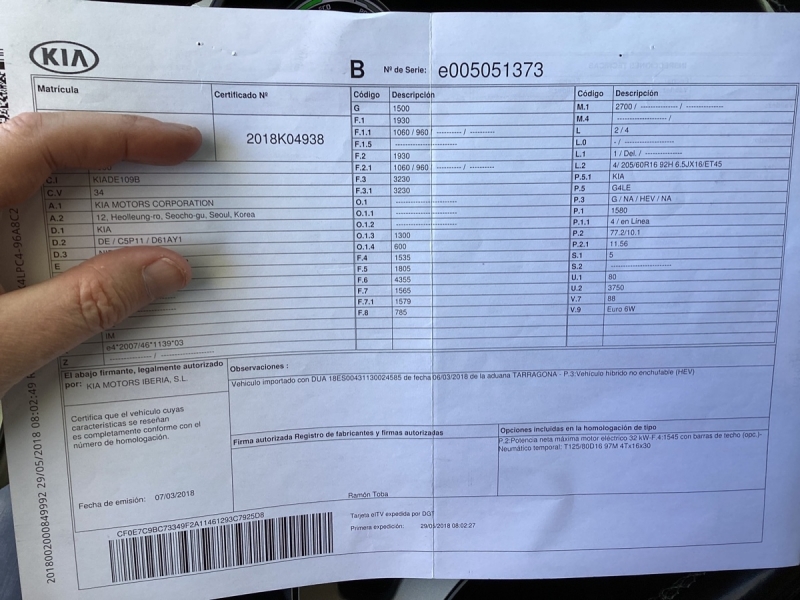 KIA
B Nº de Serie: e005051373
Matrícula
Certificado Nº
2018K04938
C.I KIADE109B
C.V 34
A.1 KIA MOTORS CORPORATION
A.2 12, Heolleung-ro, Seocho-gu, Seoul, Korea
D.1 KIA
D.2 DE / C5P11 / D61AY1
D.3
E
IM
e4*2007/46*1139*03
Z ---------- / ----------
Código Descripción
G 1500
F.1 1930
F.1.1 1060 / 960 ---------- / ----------
F.1.5 ----------
F.2 1930
F.2.1 1060 / 960 ---------- / ----------
F.3 3230
F.3.1 3230
O.1 ----------
O.1.1 ----------
O.1.2 ----------
O.1.3 1300
O.1.4 600
F.4 1535
F.5 1805
F.6 4355
F.7 1565
F.7.1 1579
F.8 785
Código Descripción
M.1 2700 / ---------- / ----------
M.4 ---------- /
L 2 / 4
L.0 - / ----------
L.1 1 / Del. / ----------
L.2 4/ 205/60R16 92H 6.5JX16/ET45
P.5.1 KIA
P.5 G4LE
P.3 G / NA / HEV / NA
P.1 1580
P.1.1 4 / en Línea
P.2 77.2/10.1
P.2.1 11.56
S.1 5
S.2 ----------
U.1 80
U.2 3750
V.7 88
V.9 Euro 6W
El abajo firmante, legalmente autorizado
por: KIA MOTORS IBERIA, S.L
Certifica que el vehículo cuyas
características se reseñan
es completamente conforme con el
número de homologación.
Fecha de emisión: 07/03/2018
Observaciones :
Vehículo importado con DUA 18ES00431130024585 de fecha 06/03/2018 de la aduana TARRAGONA - P.3:Vehículo híbrido no enchufable (HEV)
Firma autorizada Registro de fabricantes y firmas autorizadas
Ramón Toba
Opciones incluidas en la homologación de tipo
P.2:Potencia neta máxima motor eléctrico 32 kW-F.4:1545 con barras de techo (opc.)-
Neumático temporal: T125/80D16 97M 4Tx16x30
CF0E7C9BC73349F2A11461293C7925D8
Tarjeta eITV expedida por DGT
Primera expedición: 29/05/2018 08:02:27
2018002000849992 29/05/2018 08:02:49